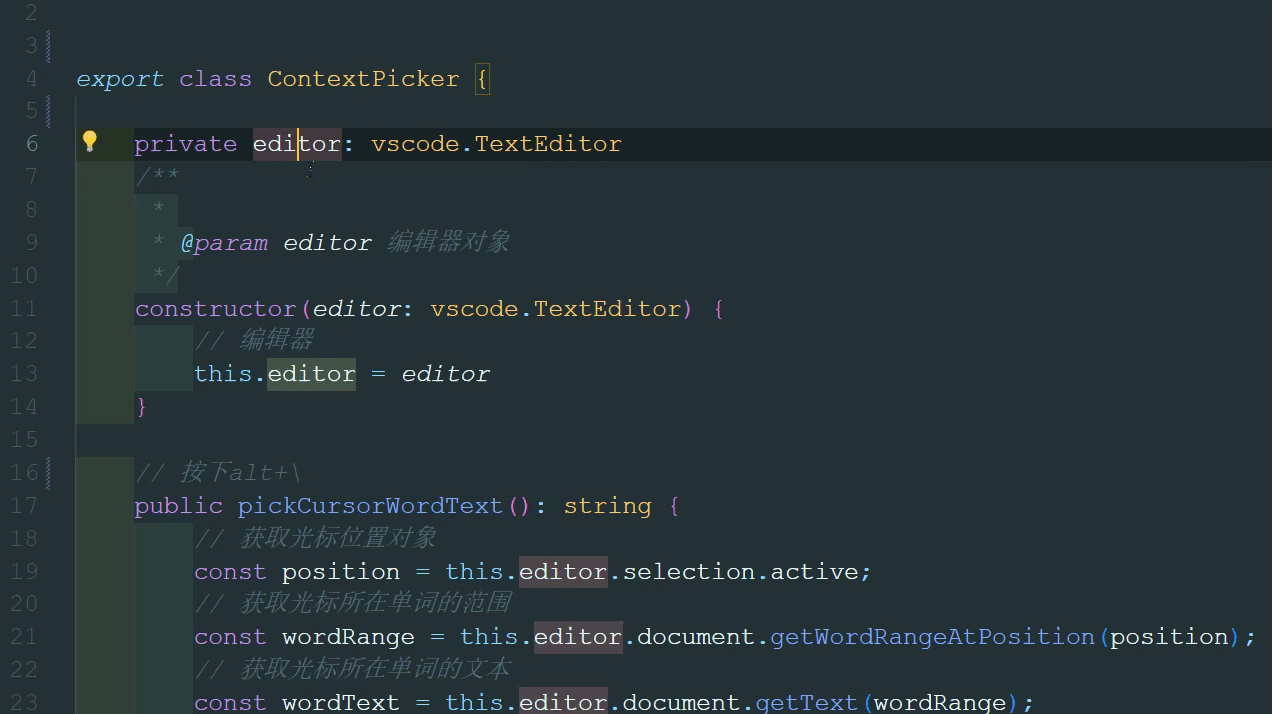 2
3
4 export class ContextPicker {
5
6 private editor: vscode.TextEditor
7 /**
8 *
9 * @param editor 编辑器对象
10 */
11 constructor(editor: vscode.TextEditor) {
12 // 编辑器
13 this.editor = editor
14 }
15
16 // 按下alt+\
17 public pickCursorWordText(): string {
18 // 获取光标位置对象
19 const position = this.editor.selection.active;
20 // 获取光标所在单词的范围
21 const wordRange = this.editor.document.getWordRangeAtPosition(position);
22 // 获取光标所在单词的文本
23 const wordText = this.editor.document.getText(wordRange);